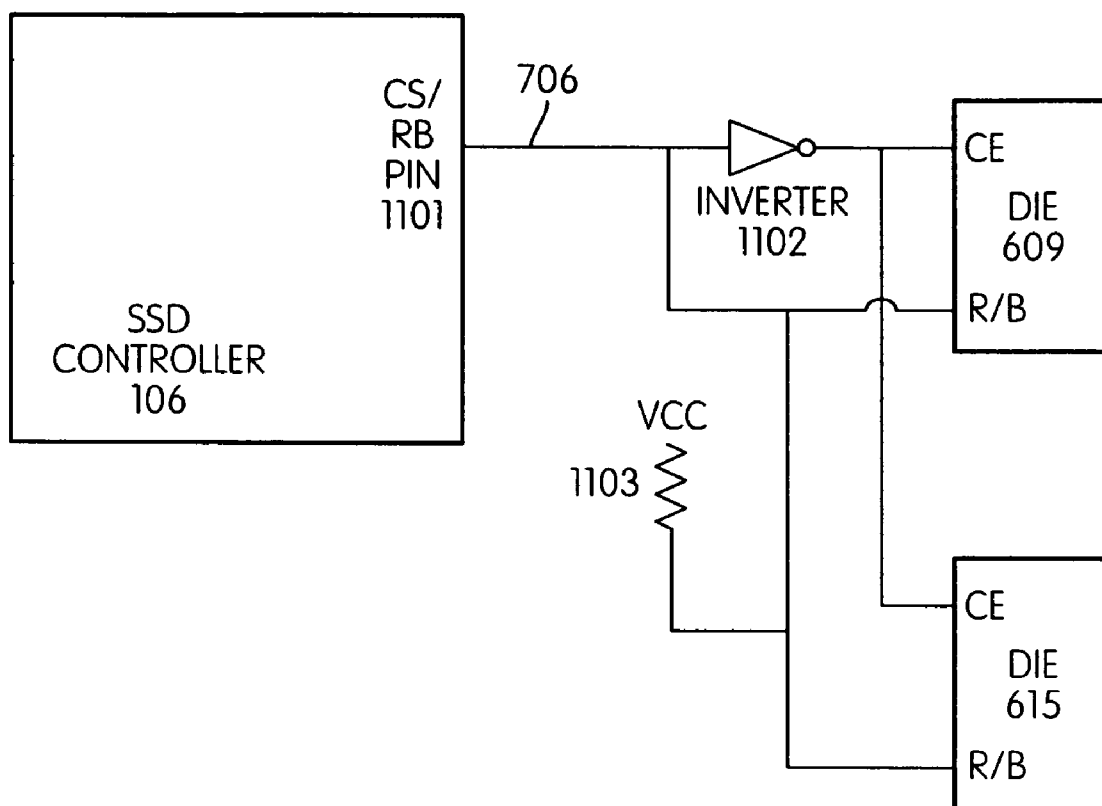 CS/
RB
PIN
1101
SSD
CONTROLLER
106
706
INVERTER
1102
CE
DIE
609
R/B
VCC
1103
CE
DIE
615
R/B